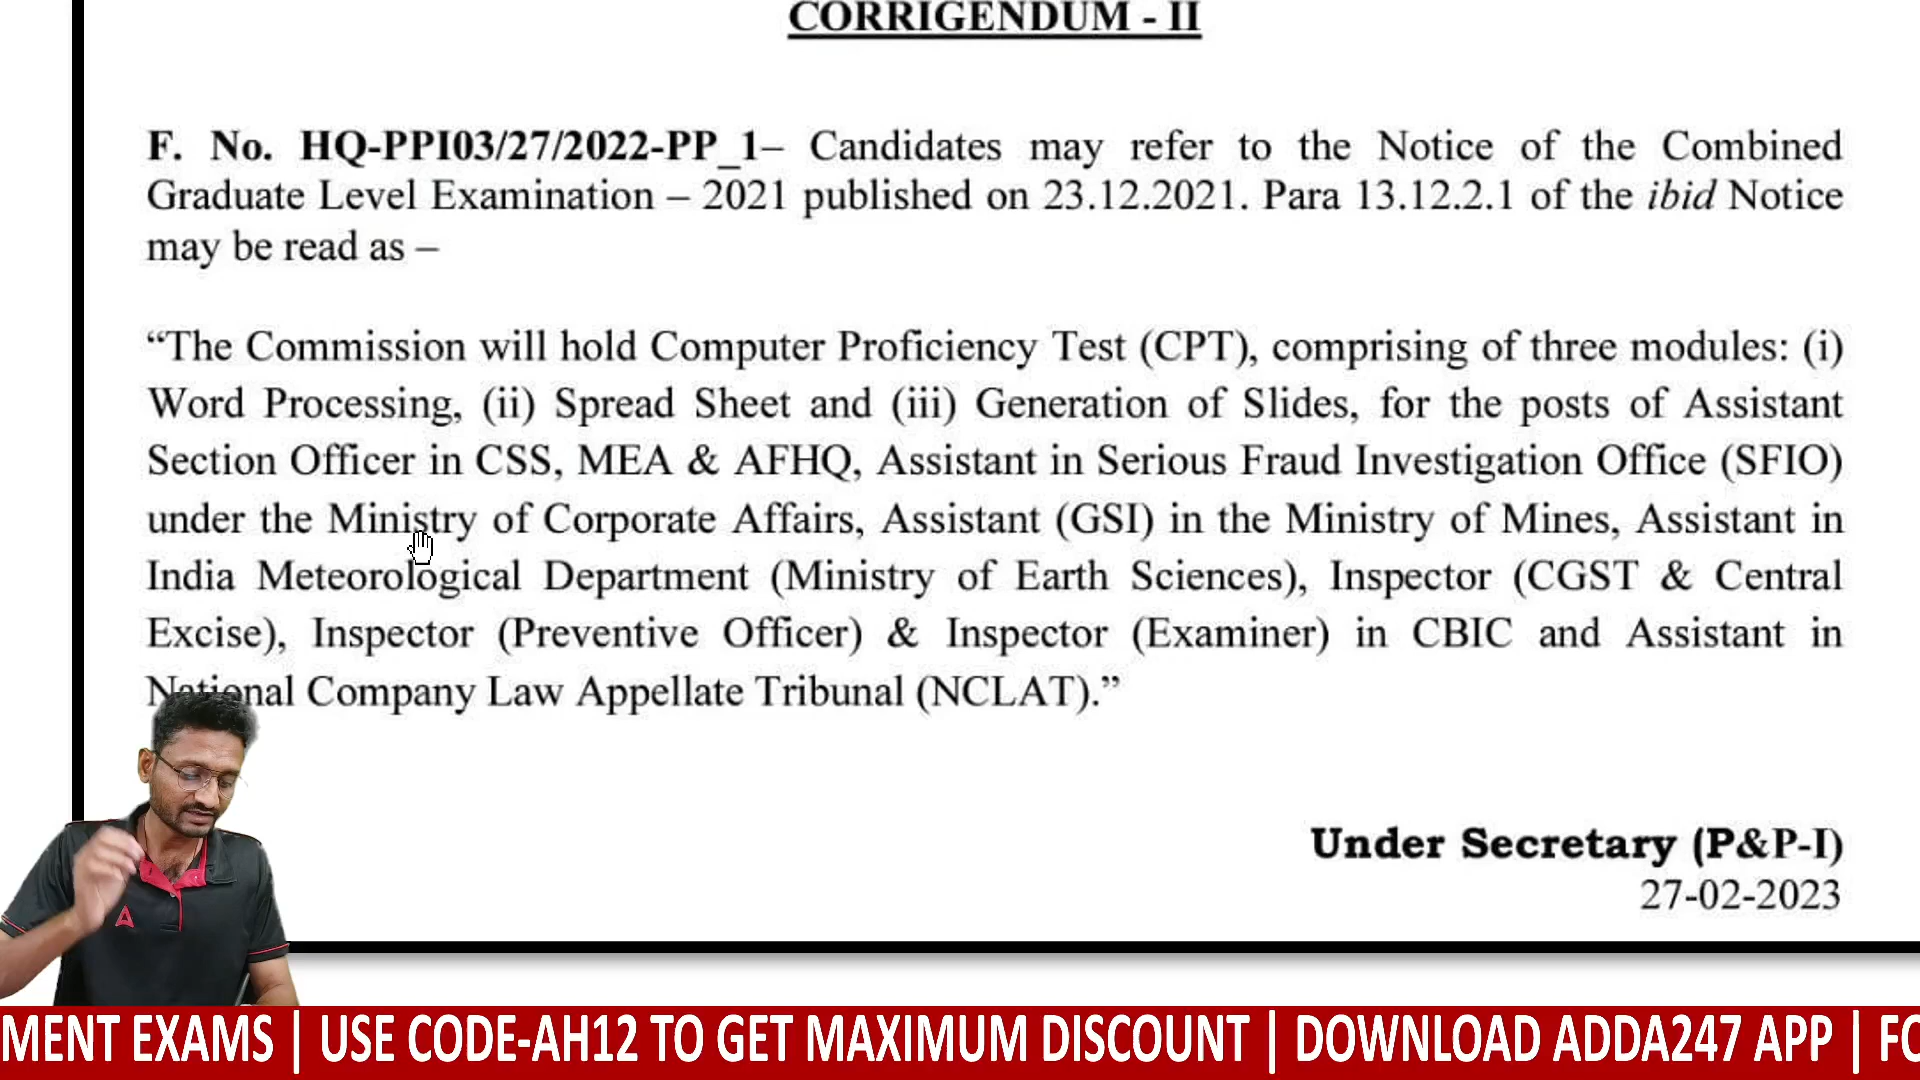 CORRIGENDUM - II
F. No. HQ-PPI03/27/2022-PP_1– Candidates may refer to the Notice of the Combined
Graduate Level Examination – 2021 published on 23.12.2021. Para 13.12.2.1 of the ibid Notice
may be read as –
“The Commission will hold Computer Proficiency Test (CPT), comprising of three modules: (i)
Word Processing, (ii) Spread Sheet and (iii) Generation of Slides, for the posts of Assistant
Section Officer in CSS, MEA & AFHQ, Assistant in Serious Fraud Investigation Office (SFIO)
under the Ministry of Corporate Affairs, Assistant (GSI) in the Ministry of Mines, Assistant in
India Meteorological Department (Ministry of Earth Sciences), Inspector (CGST & Central
Excise), Inspector (Preventive Officer) & Inspector (Examiner) in CBIC and Assistant in
National Company Law Appellate Tribunal (NCLAT).”
Under Secretary (P&P-I)
27-02-2023
MENT EXAMS | USE CODE-AH12 TO GET MAXIMUM DISCOUNT | DOWNLOAD ADDA247 APP | FO